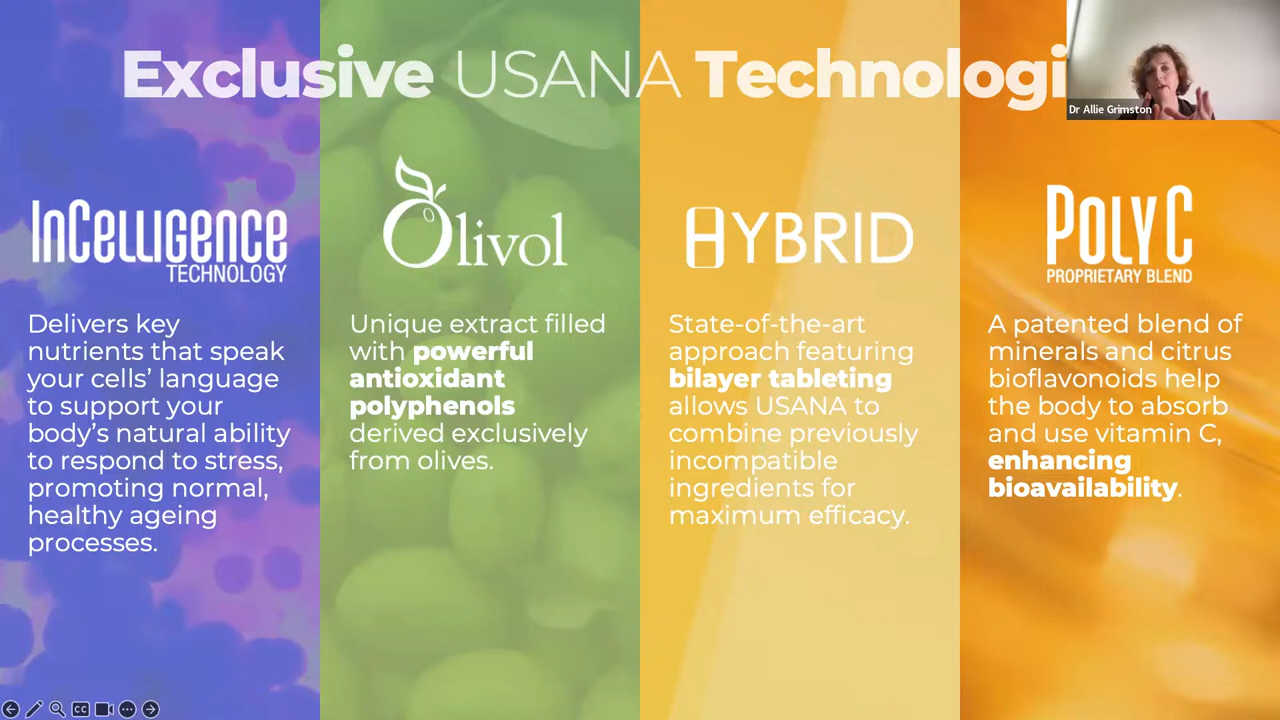 Exclusive USANA Technologi
Dr Allie Grimston
InCelligence
TECHNOLOGY
Delivers key
nutrients that speak
your cells’ language
to support your
body’s natural ability
to respond to stress,
promoting normal,
healthy ageing
processes.
Olivol
Unique extract filled
with powerful
antioxidant
polyphenols
derived exclusively
from olives.
HYBRID
State-of-the-art
approach featuring
bilayer tableting
allows USANA to
combine previously
incompatible
ingredients for
maximum efficacy.
POLY C
PROPRIETARY BLEND
A patented blend of
minerals and citrus
bioflavonoids help
the body to absorb
and use vitamin C,
enhancing
bioavailability.
CC